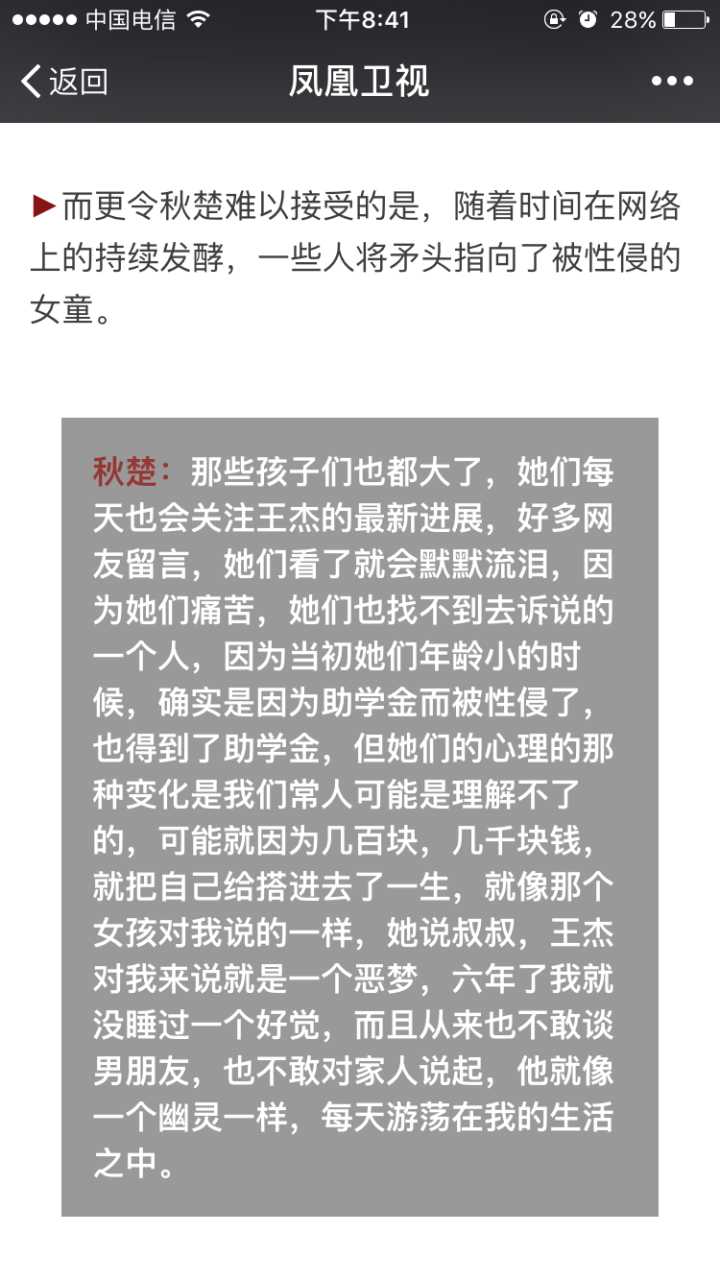 中国电信 下午8:41 28%
返回 凤凰卫视
▶而更令秋楚难以接受的是，随着时间在网络
上的持续发酵，一些人将矛头指向了被性侵的
女童。
秋楚：那些孩子们也都大了，她们每
天也会关注王杰的最新进展，好多网
友留言，她们看了就会默默流泪，因
为她们痛苦，她们也找不到去诉说的
一个人，因为当初她们年龄小的时
候，确实是因为助学金而被性侵了，
也得到了助学金，但她们的心理的那
种变化是我们常人可能是理解不了
的，可能就因为几百块，几千块钱，
就把自己给搭进去了一生，就像那个
女孩对我说的一样，她说叔叔，王杰
对我来说就是一个恶梦，六年了我就
没睡过一个好觉，而且从来也不敢谈
男朋友，也不敢对家人说起，他就像
一个幽灵一样，每天游荡在我的生活
之中。